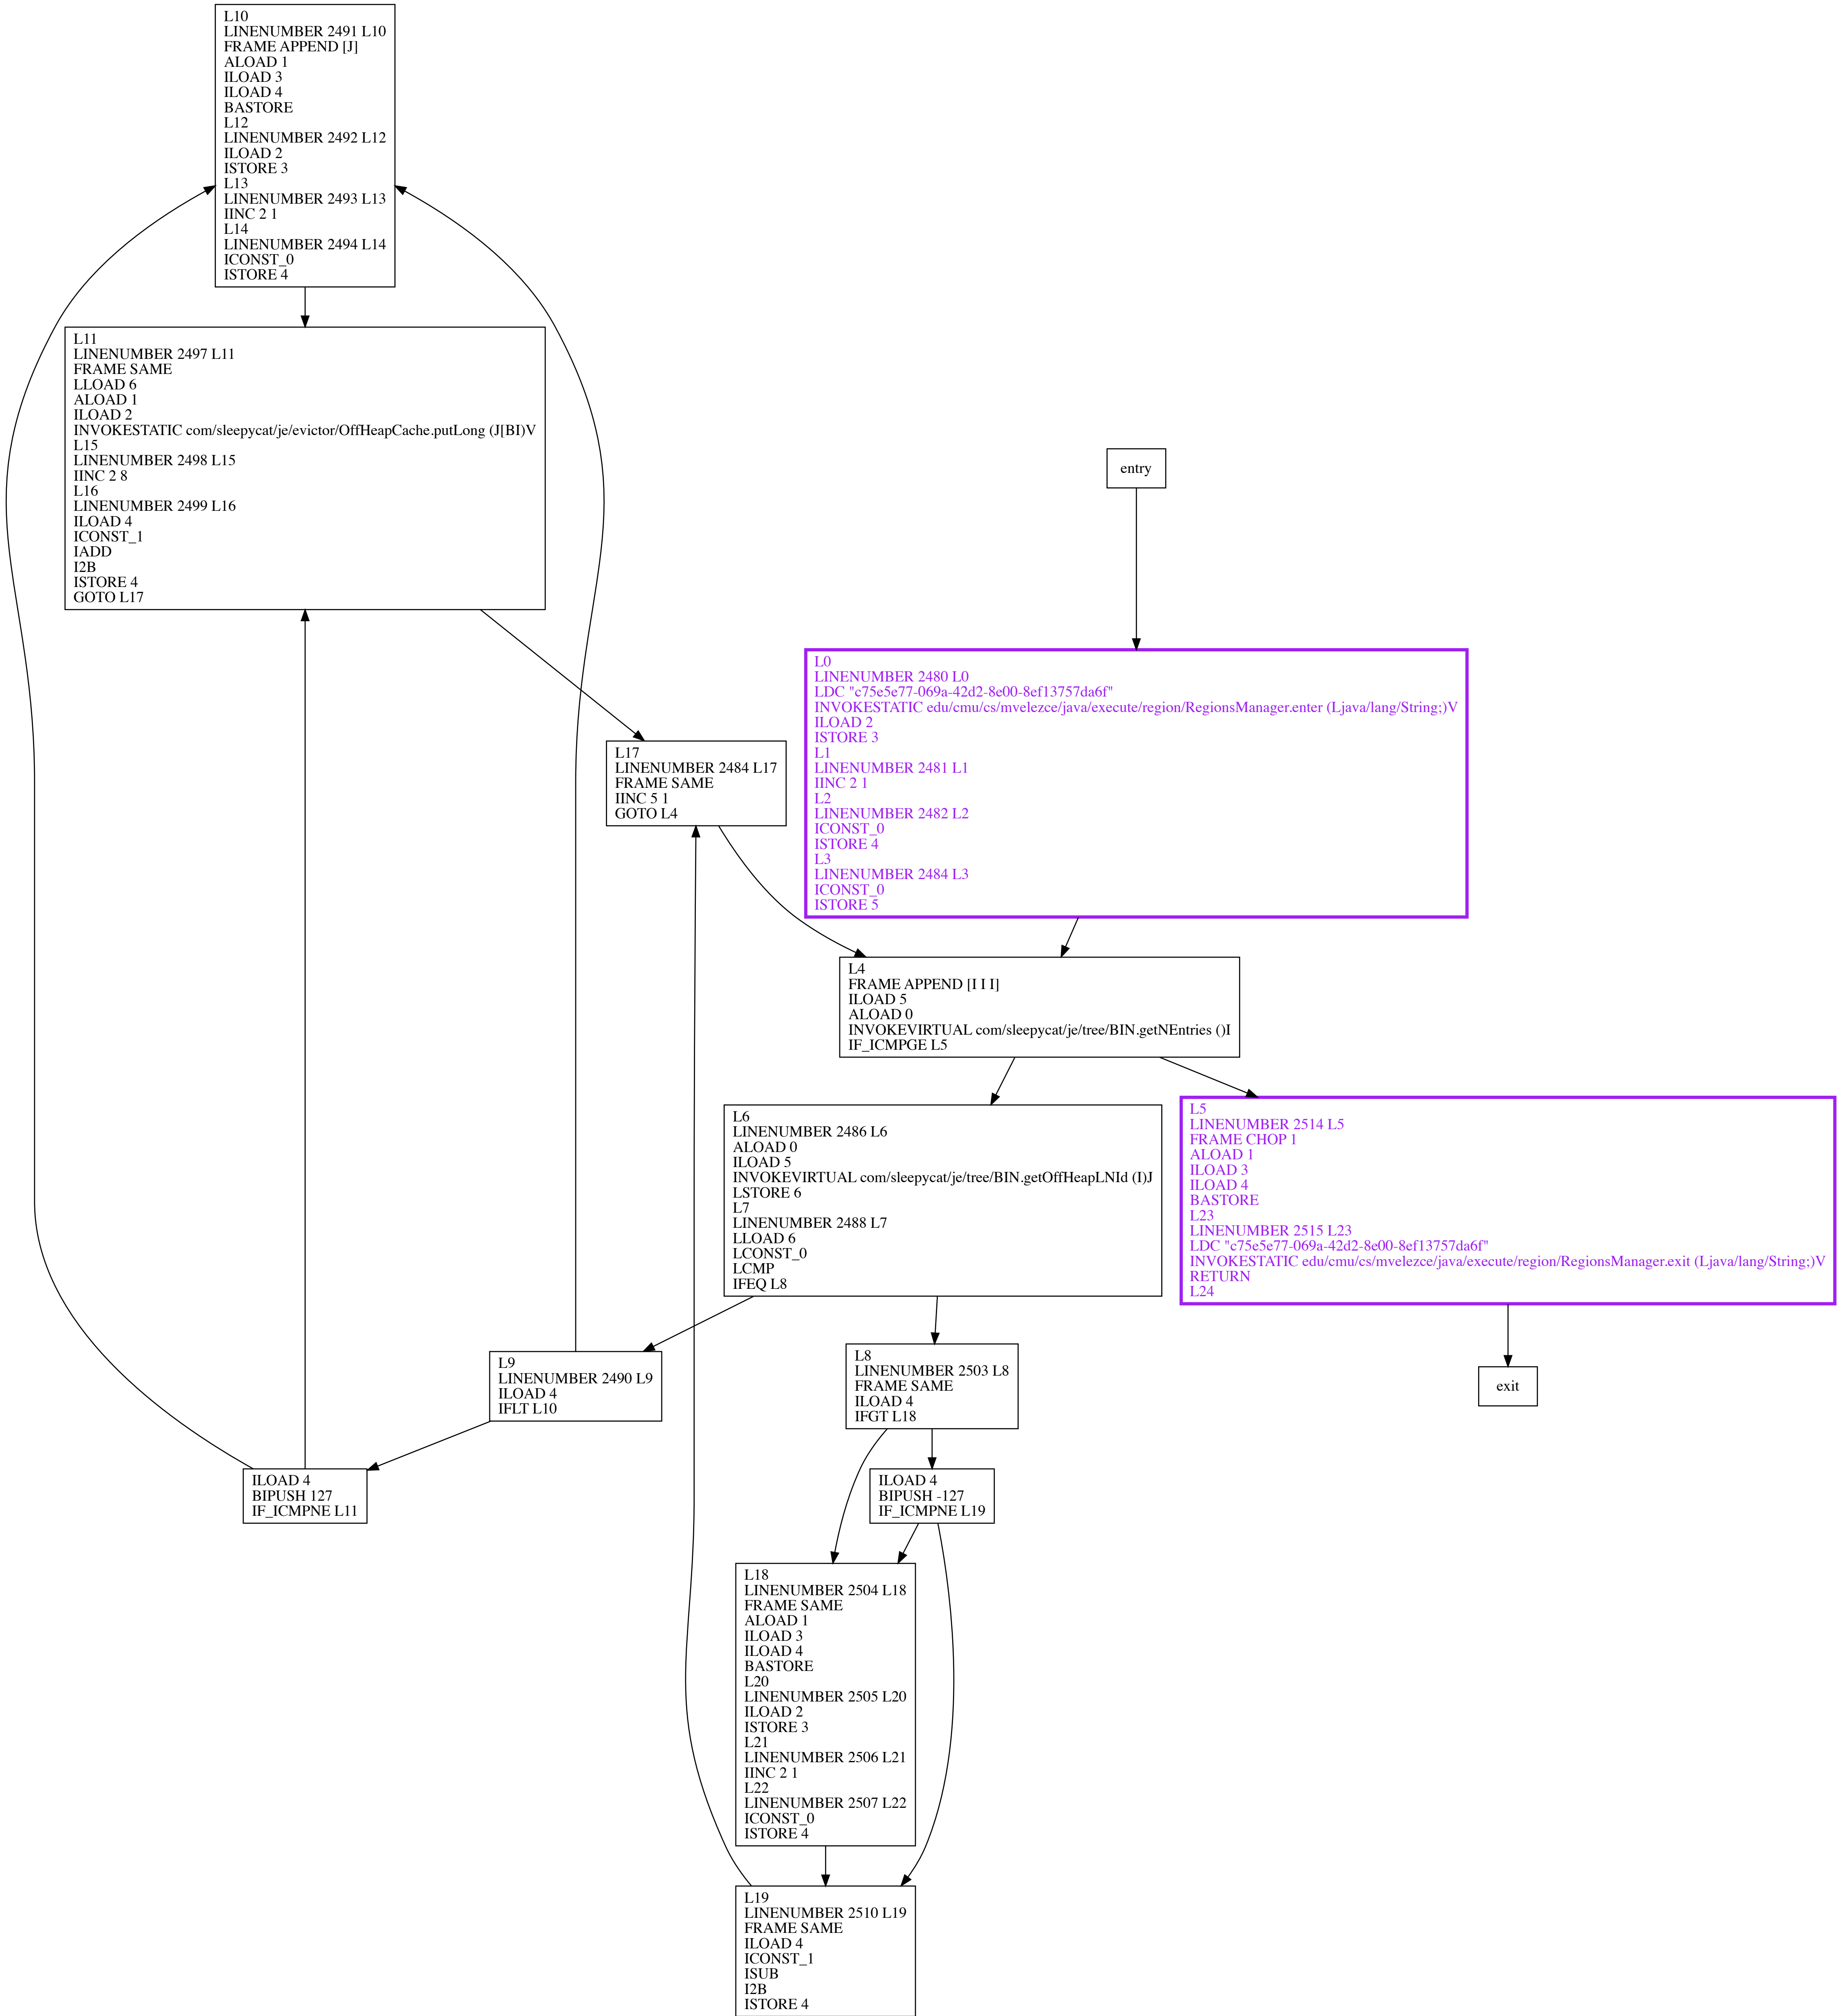 L10
LINENUMBER 2491 L10
FRAME APPEND [J]
ALOAD 1
ILOAD 3
ILOAD 4
BASTORE
L12
LINENUMBER 2492 L12
ILOAD 2
ISTORE 3
L13
LINENUMBER 2493 L13
IINC 2 1
L14
LINENUMBER 2494 L14
ICONST_0
ISTORE 4
L11
LINENUMBER 2497 L11
FRAME SAME
LLOAD 6
ALOAD 1
ILOAD 2
INVOKESTATIC com/sleepycat/je/evictor/OffHeapCache.putLong (J[BI)V
L15
LINENUMBER 2498 L15
IINC 2 8
L16
LINENUMBER 2499 L16
ILOAD 4
ICONST_1
IADD
I2B
ISTORE 4
GOTO L17
entry
L0
LINENUMBER 2480 L0
LDC "c75e5e77-069a-42d2-8e00-8ef13757da6f"
INVOKESTATIC edu/cmu/cs/mvelezce/java/execute/region/RegionsManager.enter (Ljava/lang/String;)V
ILOAD 2
ISTORE 3
L1
LINENUMBER 2481 L1
IINC 2 1
L2
LINENUMBER 2482 L2
ICONST_0
ISTORE 4
L3
LINENUMBER 2484 L3
ICONST_0
ISTORE 5
L17
LINENUMBER 2484 L17
FRAME SAME
IINC 5 1
GOTO L4
L4
FRAME APPEND [I I I]
ILOAD 5
ALOAD 0
INVOKEVIRTUAL com/sleepycat/je/tree/BIN.getNEntries ()I
IF_ICMPGE L5
L6
LINENUMBER 2486 L6
ALOAD 0
ILOAD 5
INVOKEVIRTUAL com/sleepycat/je/tree/BIN.getOffHeapLNId (I)J
LSTORE 6
L7
LINENUMBER 2488 L7
LLOAD 6
LCONST_0
LCMP
IFEQ L8
L5
LINENUMBER 2514 L5
FRAME CHOP 1
ALOAD 1
ILOAD 3
ILOAD 4
BASTORE
L23
LINENUMBER 2515 L23
LDC "c75e5e77-069a-42d2-8e00-8ef13757da6f"
INVOKESTATIC edu/cmu/cs/mvelezce/java/execute/region/RegionsManager.exit (Ljava/lang/String;)V
RETURN
L24
L9
LINENUMBER 2490 L9
ILOAD 4
IFLT L10
L8
LINENUMBER 2503 L8
FRAME SAME
ILOAD 4
IFGT L18
exit
ILOAD 4
BIPUSH 127
IF_ICMPNE L11
ILOAD 4
BIPUSH -127
IF_ICMPNE L19
L18
LINENUMBER 2504 L18
FRAME SAME
ALOAD 1
ILOAD 3
ILOAD 4
BASTORE
L20
LINENUMBER 2505 L20
ILOAD 2
ISTORE 3
L21
LINENUMBER 2506 L21
IINC 2 1
L22
LINENUMBER 2507 L22
ICONST_0
ISTORE 4
L19
LINENUMBER 2510 L19
FRAME SAME
ILOAD 4
ICONST_1
ISUB
I2B
ISTORE 4